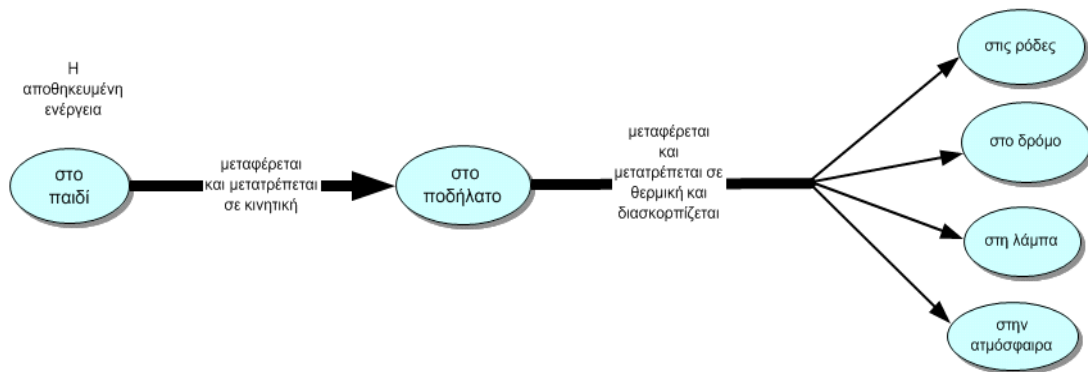 Η
αποθηκευμένη
ενέργεια
στο
παιδί
μεταφέρεται
και μετατρέπεται
σε κινητική
στο
ποδήλατο
μεταφέρεται
και
μετατρέπεται σε
θερμική και
διασκορπίζεται
στις ρόδες
στο δρόμο
στη λάμπα
στην
ατμόσφαιρα